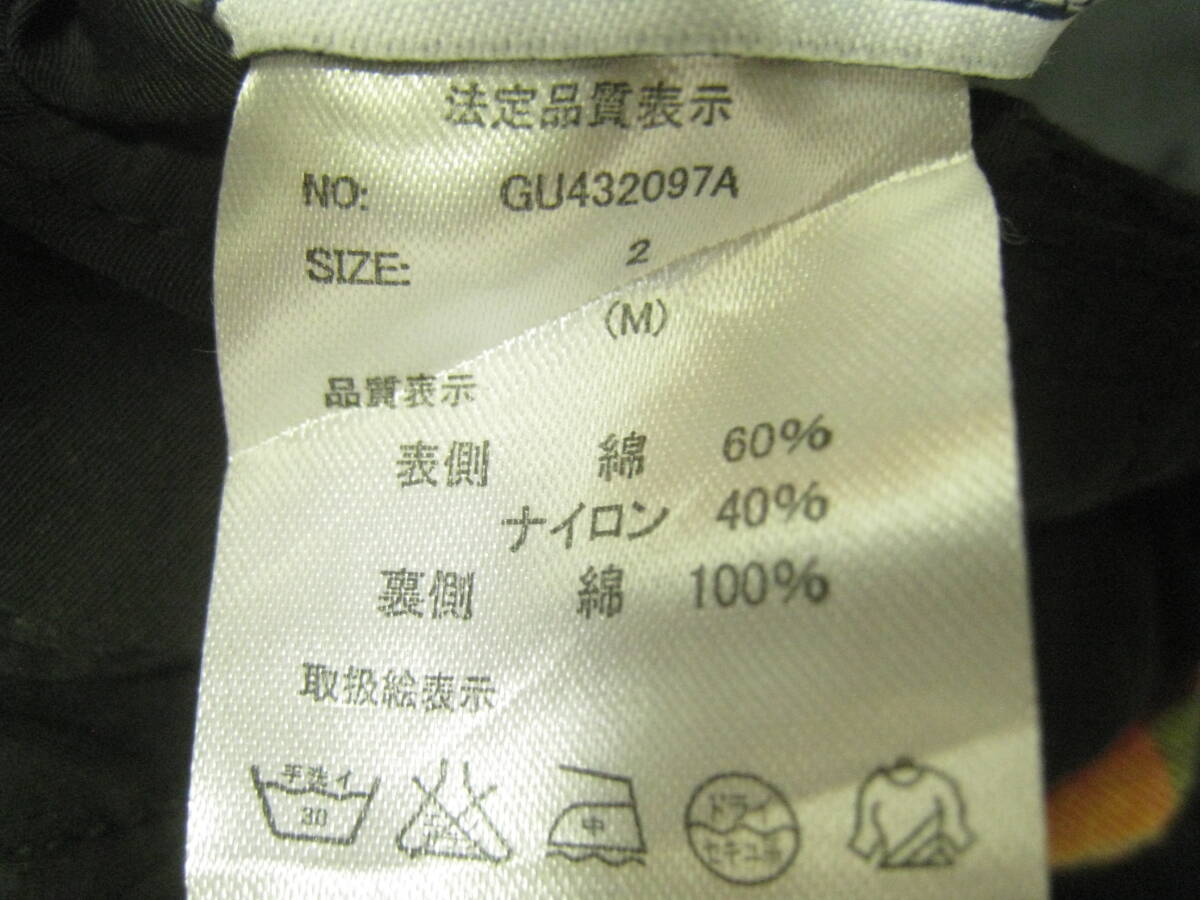 法定品質表示
NO: GU432097A
SIZE: 2
(M)
品質表示
表側 綿 60%
ナイロン 40%
裏側 綿 100%
取扱絵表示
手洗イ 中 ドライ
30 セキユ系